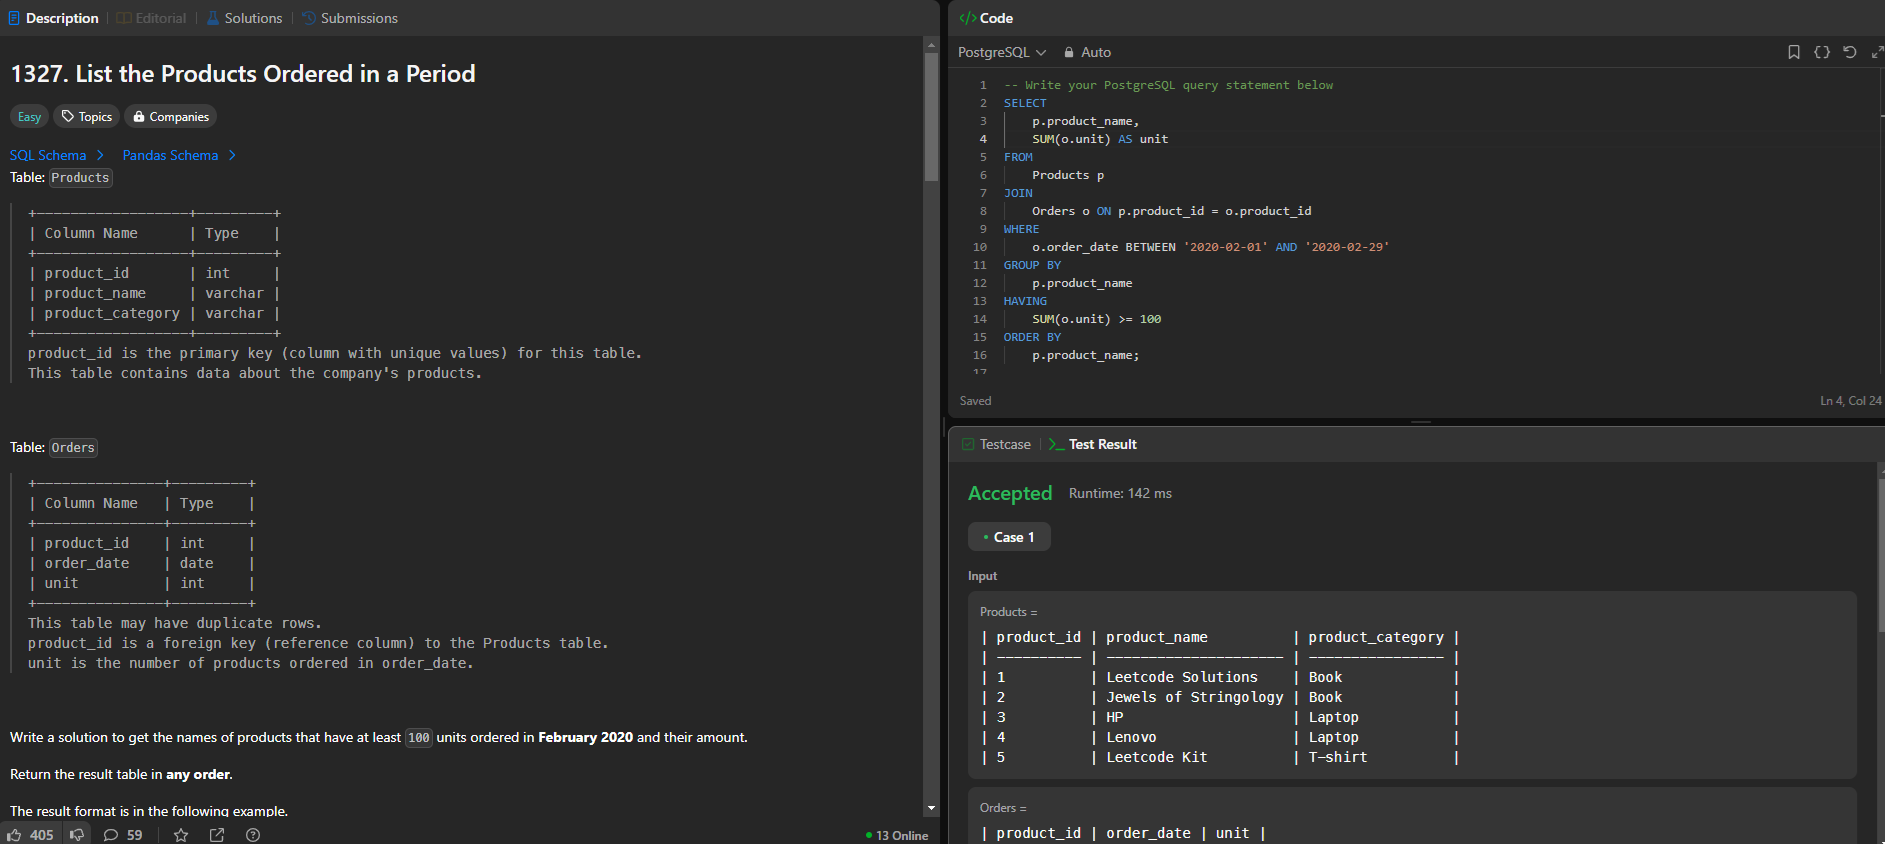 Description
Editorial
Solutions
Submissions
1327. List the Products Ordered in a Period
Easy
Topics
Companies
SQL Schema >
Pandas Schema >
Table: Products
+-------------------+---------+
| Column Name      | Type    |
+-------------------+---------+
| product_id       | int     |
| product_name     | varchar |
| product_category | varchar |
+-------------------+---------+
product_id is the primary key (column with unique values) for this table.
This table contains data about the company's products.
Table: Orders
+---------------+---------+
| Column Name   | Type    |
+---------------+---------+
| product_id    | int     |
| order_date    | date    |
| unit          | int     |
+---------------+---------+
This table may have duplicate rows.
product_id is a foreign key (reference column) to the Products table.
unit is the number of products ordered in order_date.
Write a solution to get the names of products that have at least 100 units ordered in February 2020 and their amount.
Return the result table in any order.
The result format is in the following example.
405
59
13 Online
</> Code
PostgreSQL
Auto
1 -- Write your PostgreSQL query statement below
2 SELECT
3     p.product_name,
4     SUM(o.unit) AS unit
5 FROM
6     Products p
7 JOIN
8     Orders o ON p.product_id = o.product_id
9 WHERE
10     o.order_date BETWEEN '2020-02-01' AND '2020-02-29'
11 GROUP BY
12     p.product_name
13 HAVING
14     SUM(o.unit) >= 100
15 ORDER BY
16     p.product_name;
17
Saved
Ln 4, Col 24
Testcase
>_ Test Result
Accepted
Runtime: 142 ms
• Case 1
Input
Products =
| product_id | product_name          | product_category |
| ---------- | --------------------- | ---------------- |
| 1          | Leetcode Solutions    | Book             |
| 2          | Jewels of Stringology | Book             |
| 3          | HP                    | Laptop           |
| 4          | Lenovo                | Laptop           |
| 5          | Leetcode Kit          | T-shirt          |
Orders =
| product_id | order_date | unit |